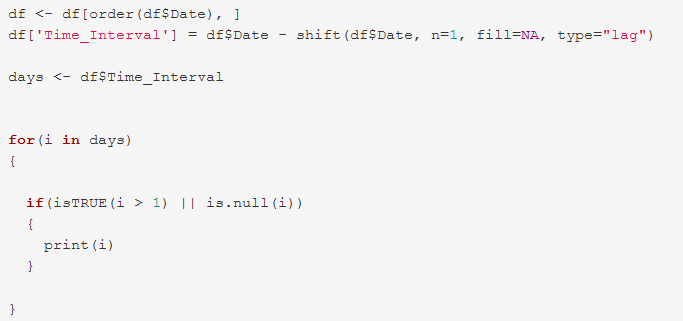 df <- df[order(df$Date), ]
df['Time_Interval'] = df$Date - shift(df$Date, n=1, fill=NA, type="lag")
days <- df$Time_Interval
for(i in days)
{
if(isTRUE(i > 1) || is.null(i))
{
print(i)
}
}